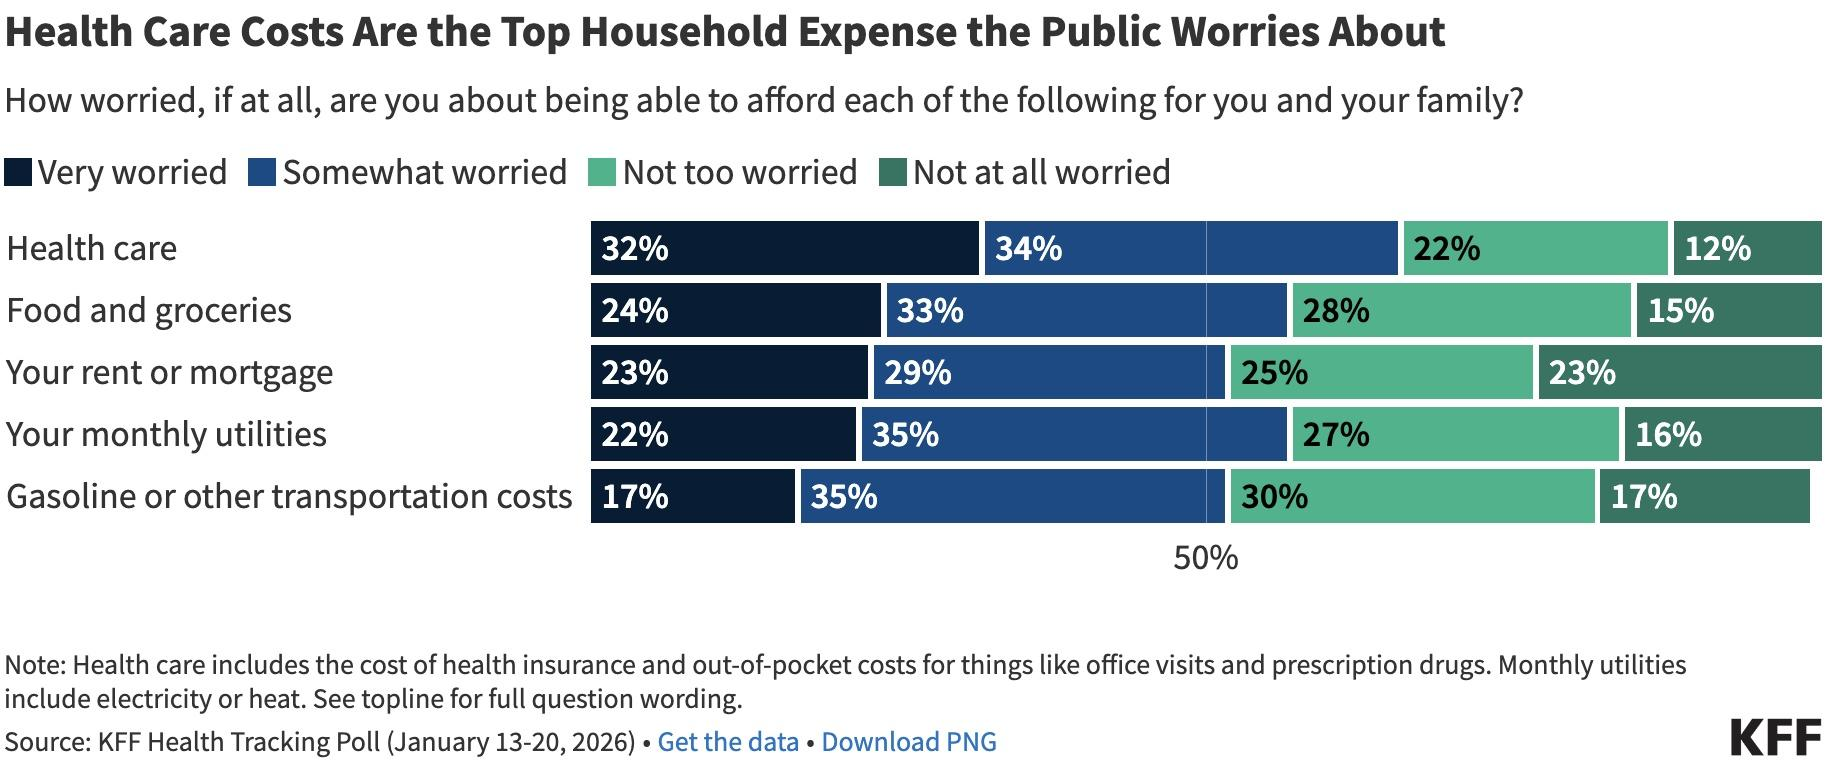 Health Care Costs Are the Top Household Expense the Public Worries About
How worried, if at all, are you about being able to afford each of the following for you and your family?
Very worried Somewhat worried Not too worried Not at all worried
Health care 32% 34% 22% 12%
Food and groceries 24% 33% 28% 15%
Your rent or mortgage 23% 29% 25% 23%
Your monthly utilities 22% 35% 27% 16%
Gasoline or other transportation costs 17% 35% 30% 17%
50%
Note: Health care includes the cost of health insurance and out-of-pocket costs for things like office visits and prescription drugs. Monthly utilities
include electricity or heat. See topline for full question wording.
Source: KFF Health Tracking Poll (January 13-20, 2026) • Get the data • Download PNG
KFF